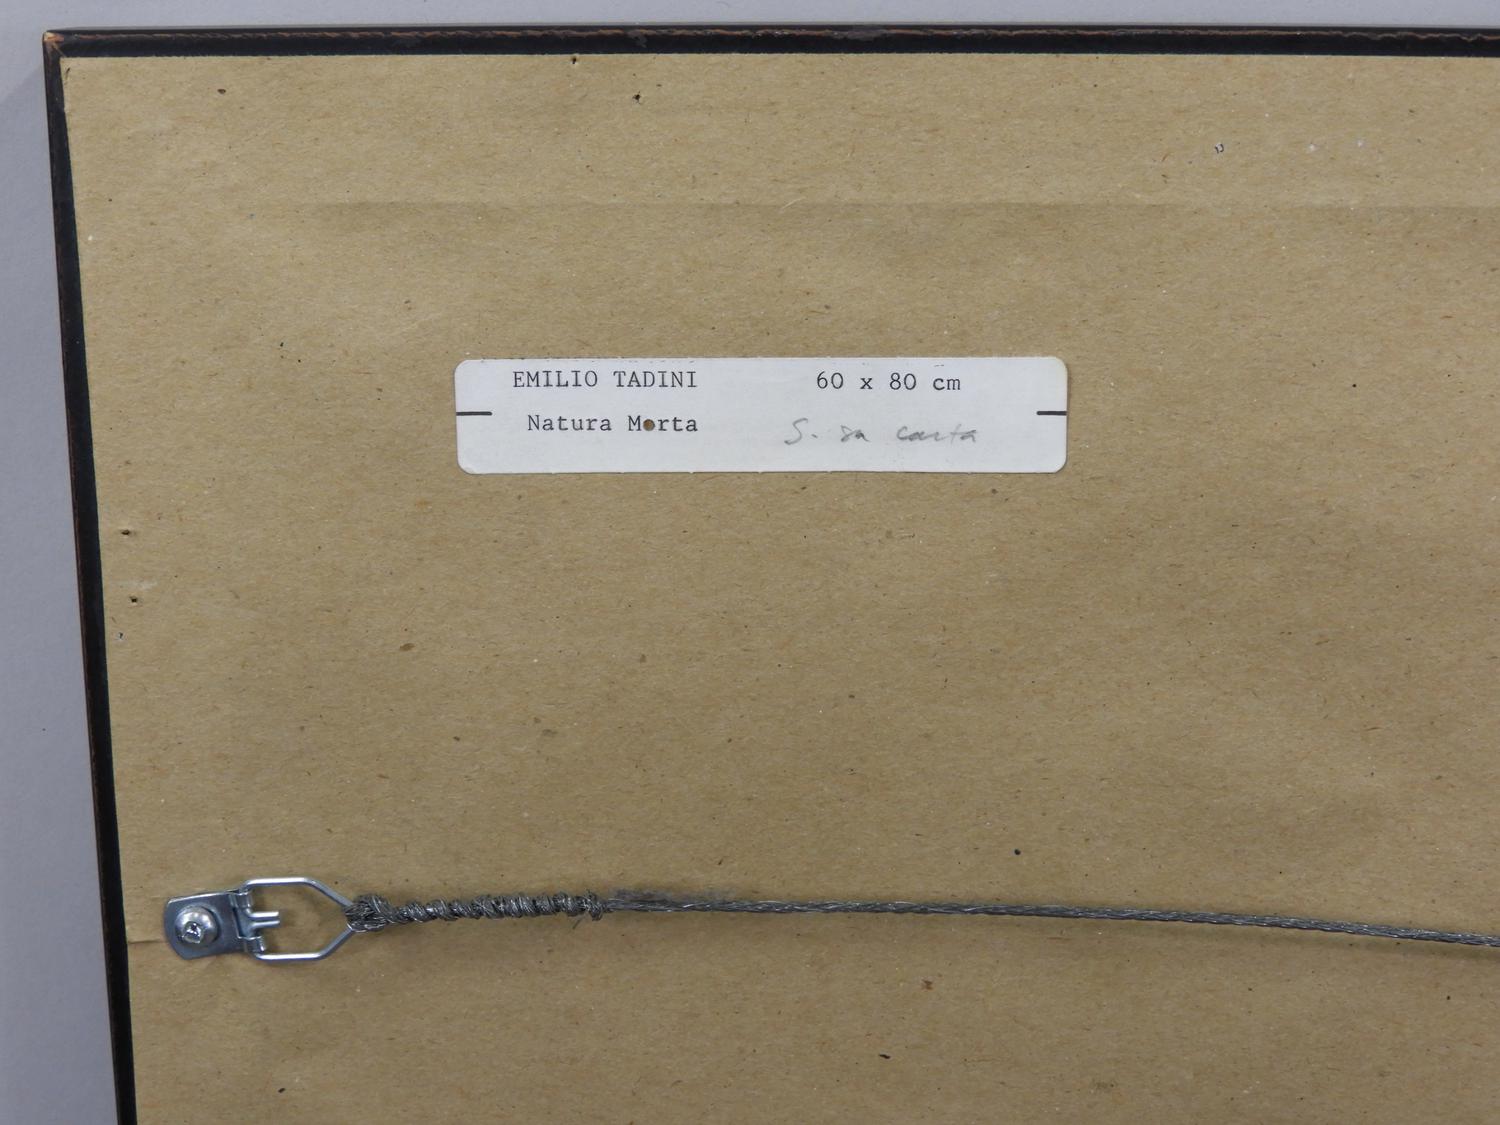 EMILIO TADINI 60 x 80 cm
Natura Morta S. su carta